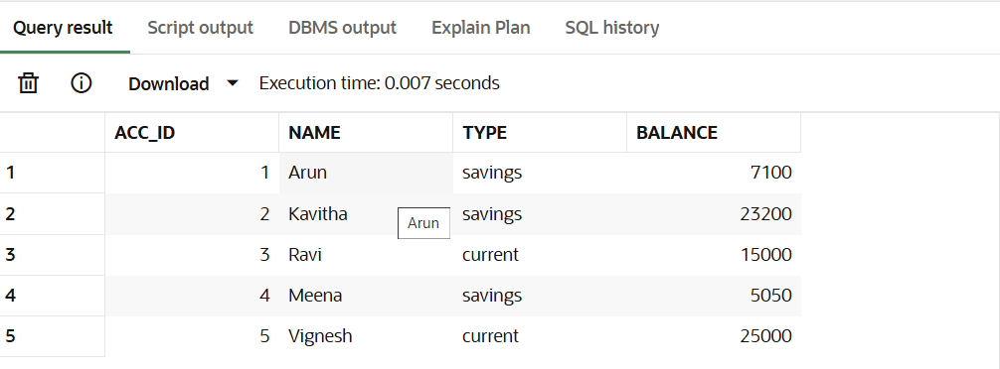 Query result Script output DBMS output Explain Plan SQL history
Download Execution time: 0.007 seconds
ACC_ID NAME TYPE BALANCE
1 1 Arun savings 7100
2 2 Kavitha savings 23200
Arun
3 3 Ravi current 15000
4 4 Meena savings 5050
5 5 Vignesh current 25000